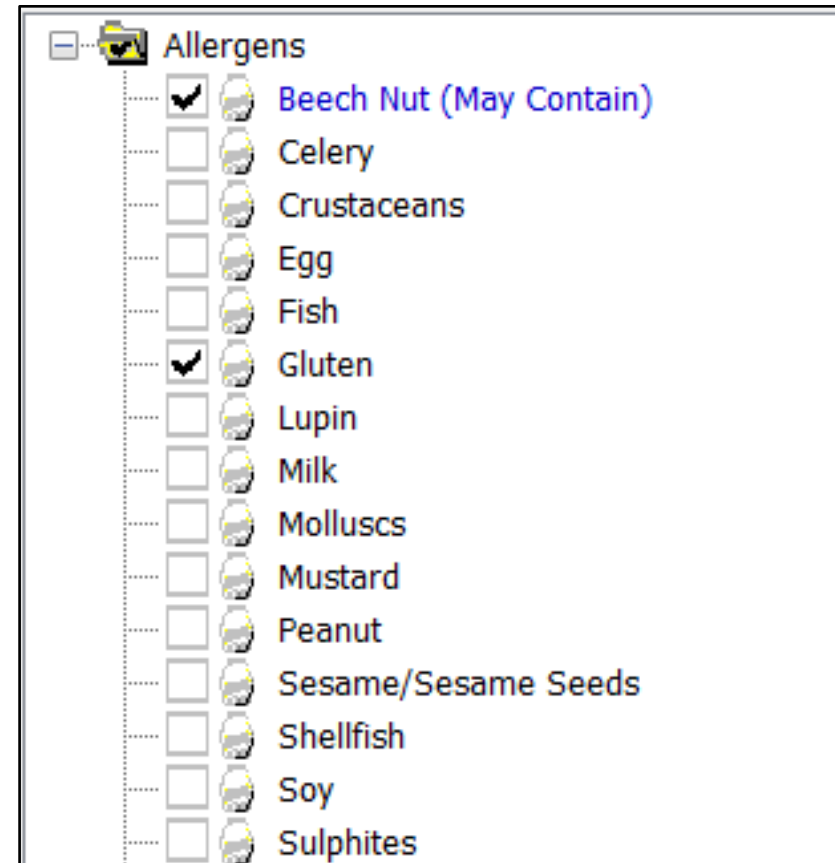 Allergens
Beech Nut (May Contain)
Celery
Crustaceans
Egg
Fish
Gluten
Lupin
Milk
Molluscs
Mustard
Peanut
Sesame/Sesame Seeds
Shellfish
Soy
Sulphites